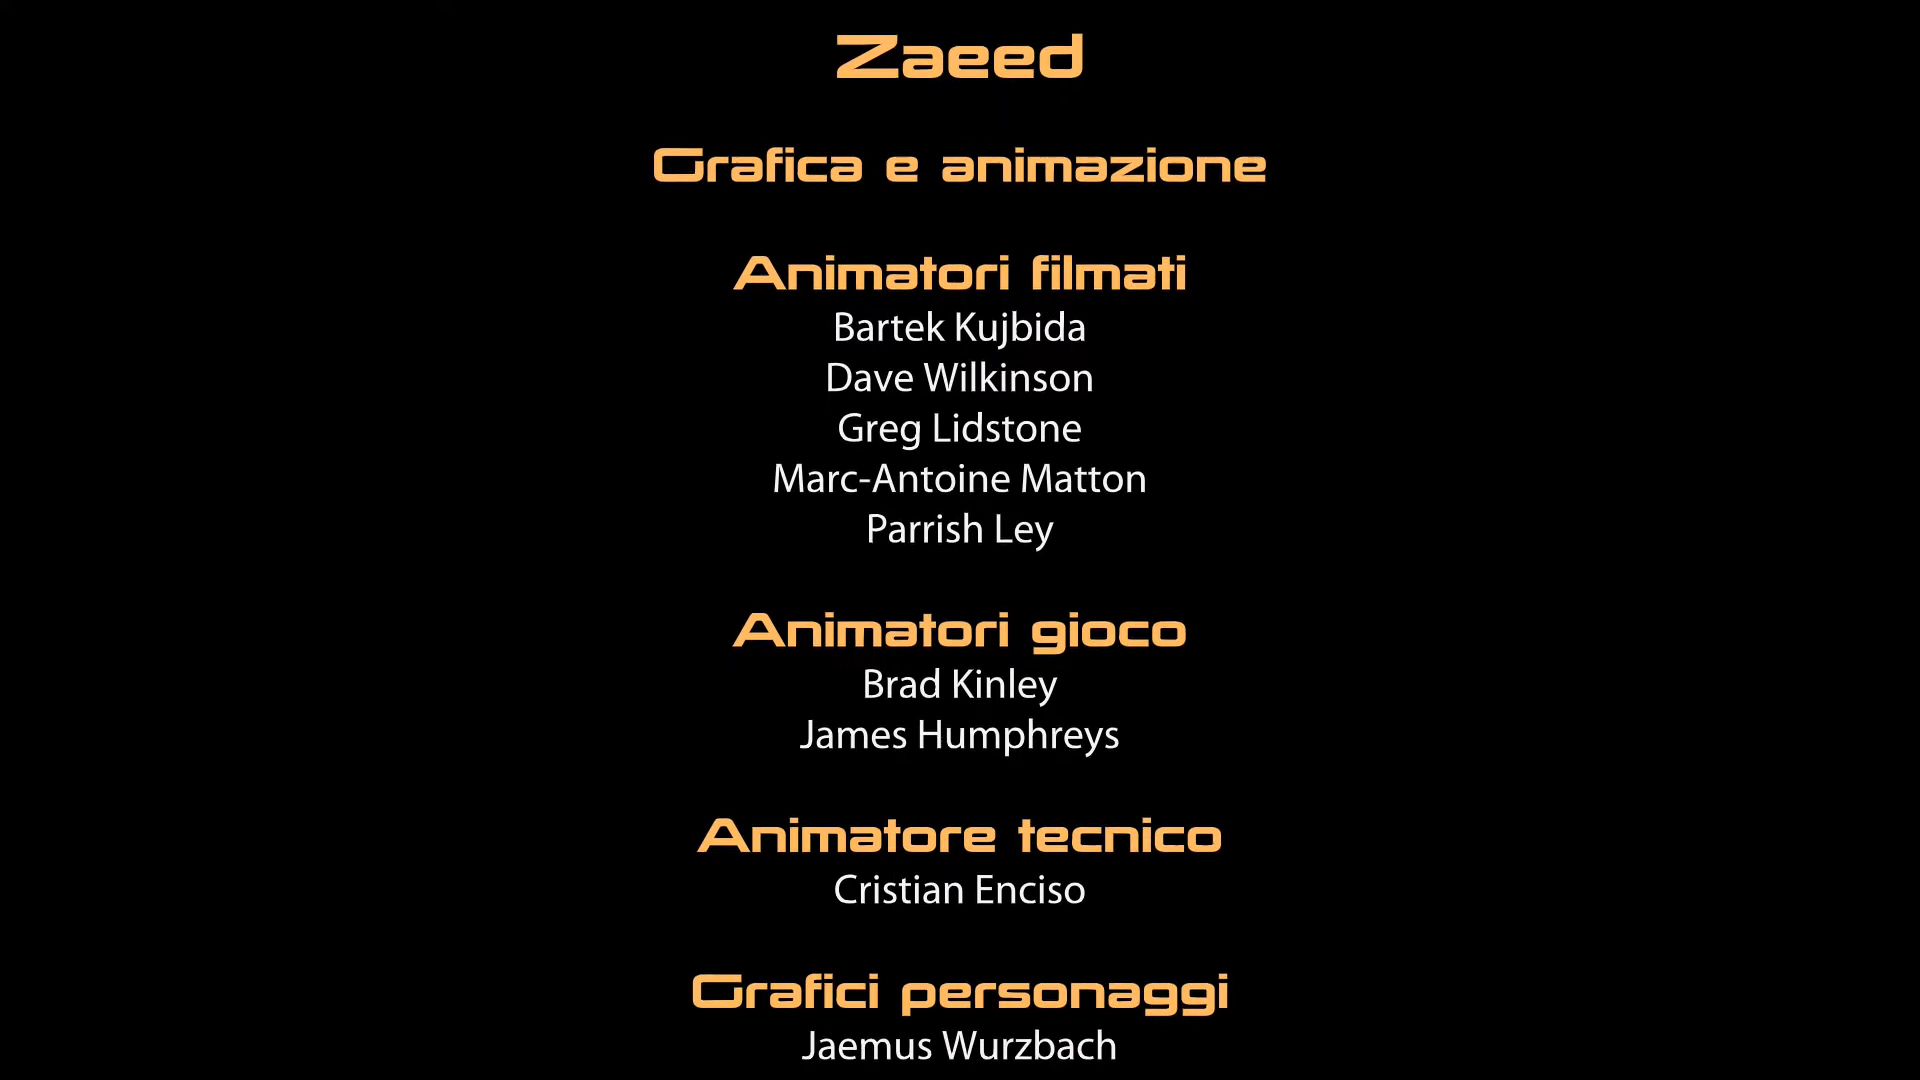 Zaeed
Grafica e animazione
Animatori filmati
Bartek Kujbida
Dave Wilkinson
Greg Lidstone
Marc-Antoine Matton
Parrish Ley
Animatori gioco
Brad Kinley
James Humphreys
Animatore tecnico
Cristian Enciso
Grafici personaggi
Jaemus Wurzbach